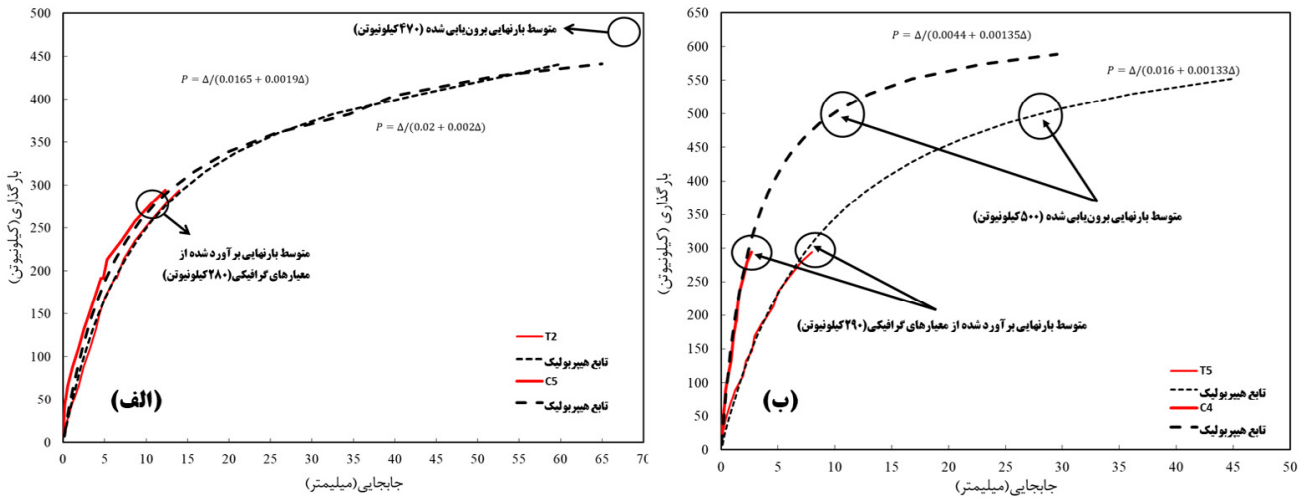 500
450
400
350
300
250
200
150
100
50
0
بارگذاری(کیلونیوتن)
متوسط بارنهایی برون‌یابی شده (۴۷۰کیلونیوتن)
P = Δ/(0.0165 + 0.0019Δ)
P = Δ/(0.02 + 0.002Δ)
متوسط بارنهایی برآورد شده از
معیارهای گرافیکی(۲۸۰کیلونیوتن)
T2
تابع هیپربولیک
C5
تابع هیپربولیک
(الف)
0 5 10 15 20 25 30 35 40 45 50 55 60 65 70
جابجایی(میلیمتر)
650
600
550
500
450
400
350
300
250
200
150
100
50
0
بارگذاری (کیلونیوتن)
P = Δ/(0.0044 + 0.00135Δ)
P = Δ/(0.016 + 0.00133Δ)
متوسط بارنهایی برون‌یابی شده (۵۰۰کیلونیوتن)
متوسط بارنهایی برآورد شده از معیارهای گرافیکی(۲۹۰کیلونیوتن)
T5
تابع هیپربولیک
C4
تابع هیپربولیک
(ب)
0 5 10 15 20 25 30 35 40 45 50
جابجایی(میلیمتر)